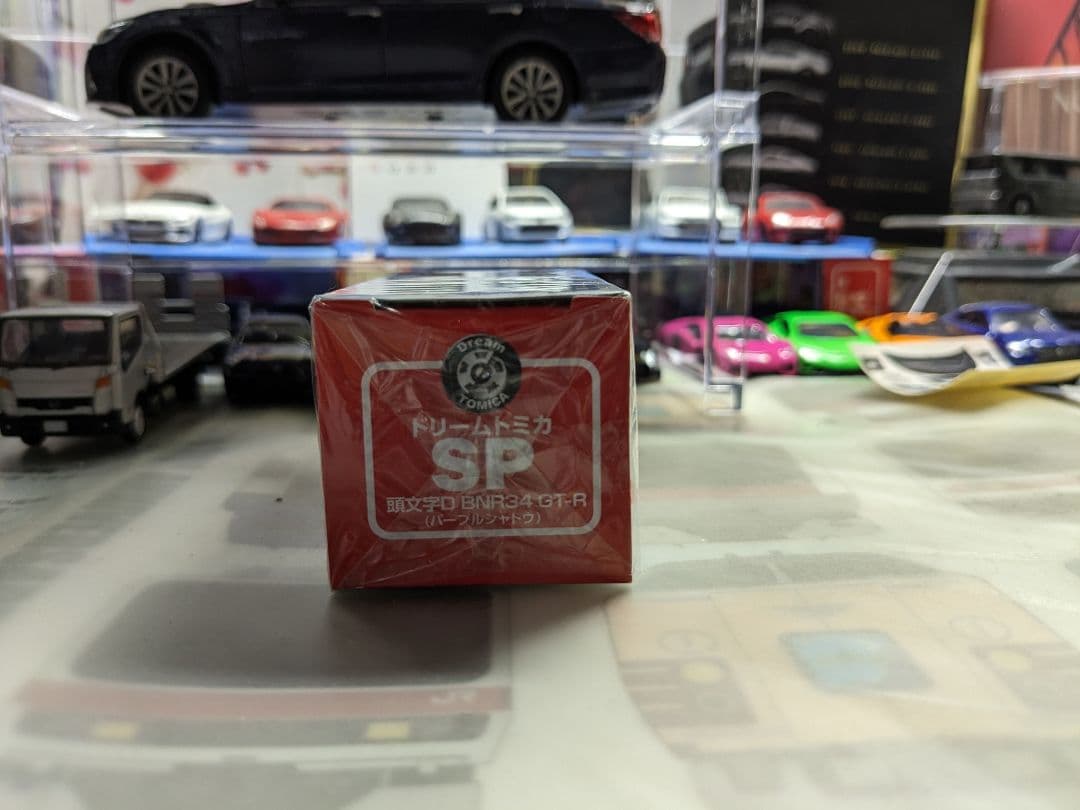 Dream
TOMICA
ドリームトミカ
SP
頭文字D BNR34 GT-R
(パープルシャドウ)
JR